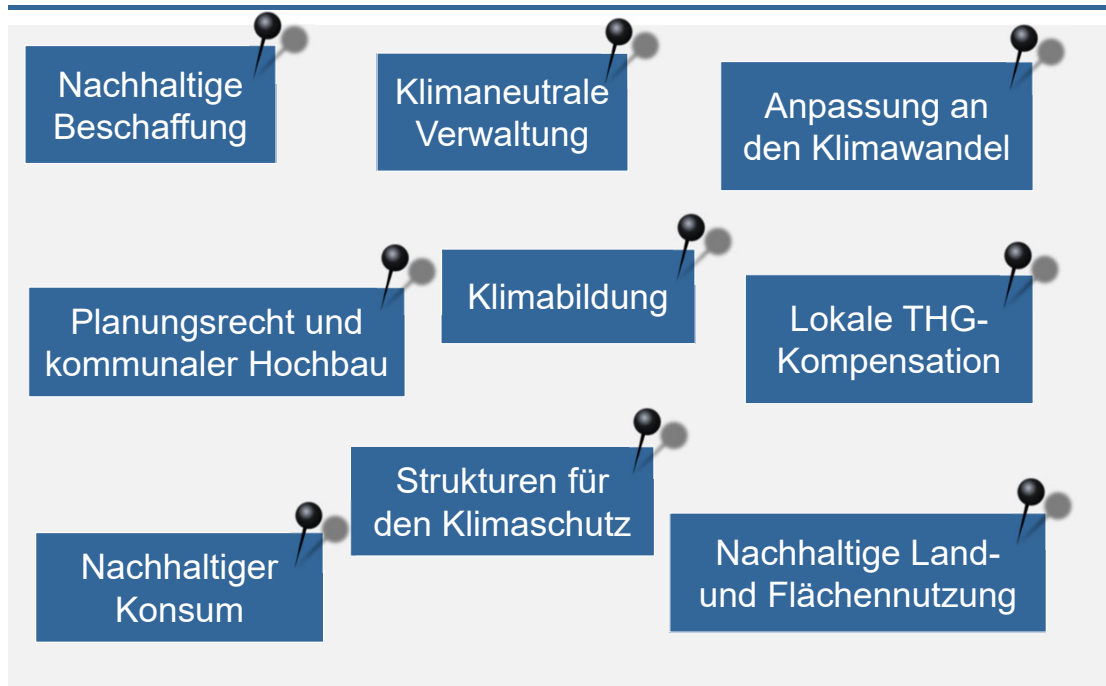 Nachhaltige
Beschaffung
Klimaneutrale
Verwaltung
Anpassung an
den Klimawandel
Planungsrecht und
kommunaler Hochbau
Klimabildung
Lokale THG-
Kompensation
Strukturen für
den Klimaschutz
Nachhaltiger
Konsum
Nachhaltige Land-
und Flächennutzung